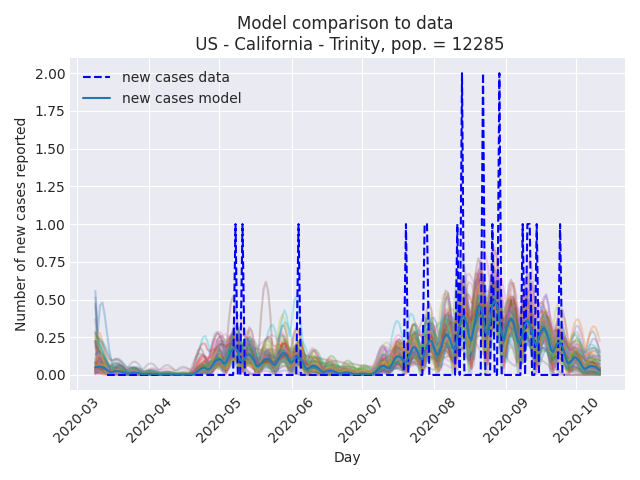 Model comparison to data
US - California - Trinity, pop. = 12285
new cases data
new cases model
Number of new cases reported
2.00
1.75
1.50
1.25
1.00
0.75
0.50
0.25
0.00
2020-03
2020-04
2020-05
2020-06
2020-07
2020-08
2020-09
2020-10
Day